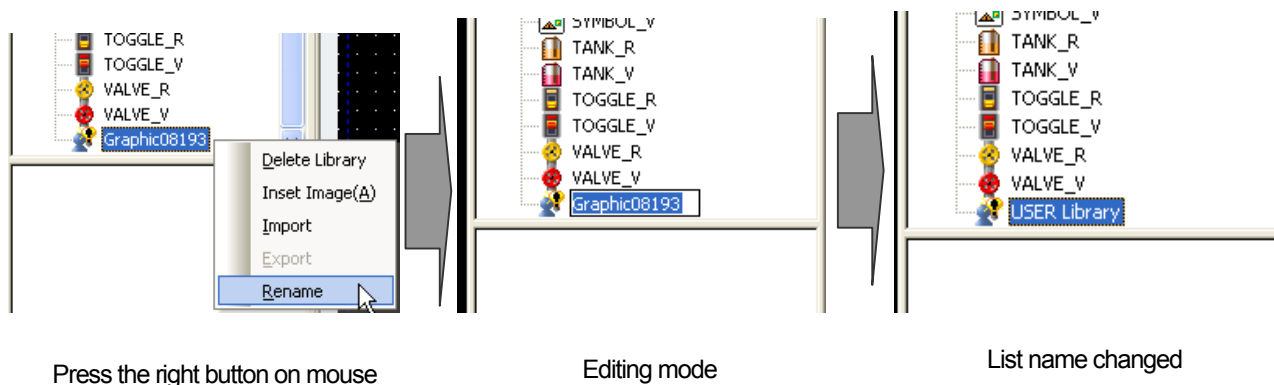 TOGGLE_R
TOGGLE_V
VALVE_R
VALVE_V
Graphic08193
Delete Library
Inset Image(A)
Import
Export
Rename
Press the right button on mouse
SYMBOL_V
TANK_R
TANK_V
TOGGLE_R
TOGGLE_V
VALVE_R
VALVE_V
Graphic08193
Editing mode
SYMBOL_V
TANK_R
TANK_V
TOGGLE_R
TOGGLE_V
VALVE_R
VALVE_V
USER Library
List name changed